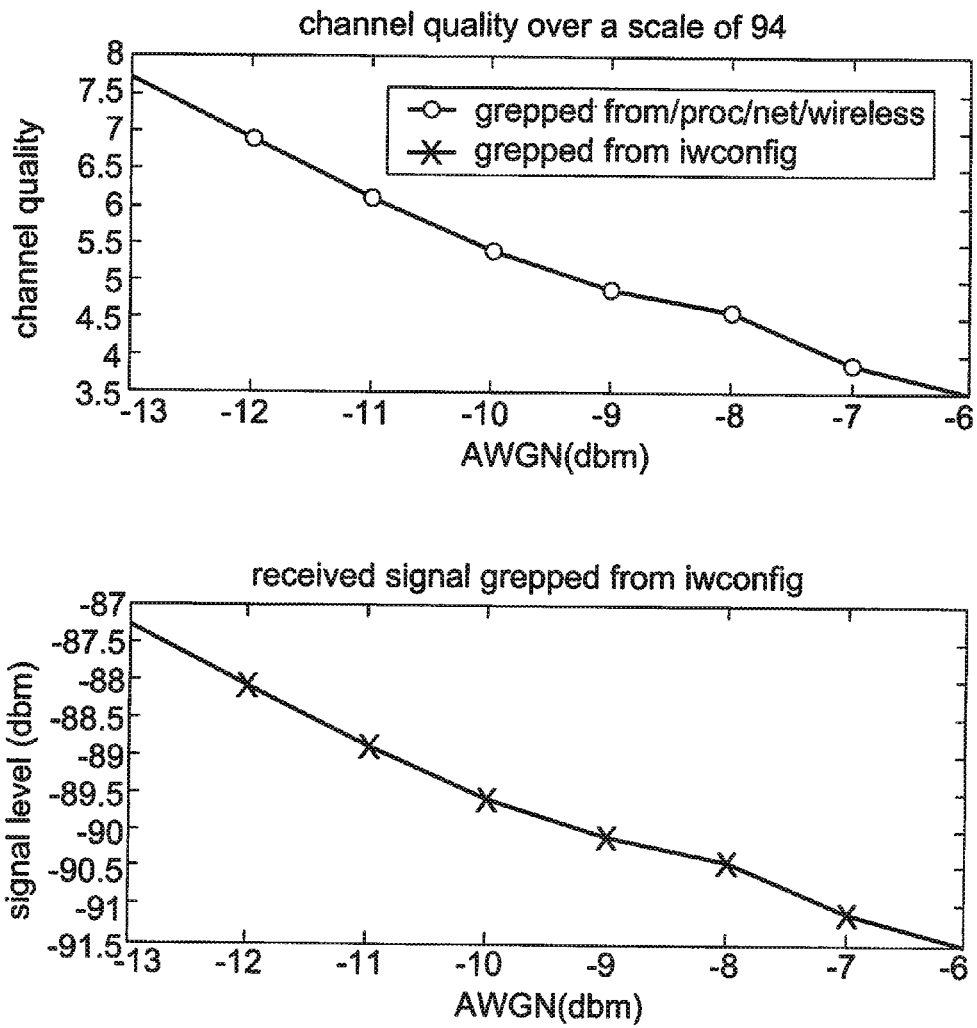 channel quality over a scale of 94
8
7.5
7
6.5
6
5.5
5
4.5
4
3.5
channel quality
grepped from/proc/net/wireless
grepped from iwconfig
-13 -12 -11 -10 -9 -8 -7 -6
AWGN(dbm)
received signal grepped from iwconfig
-87
-87.5
-88
-88.5
-89
-89.5
-90
-90.5
-91
-91.5
signal level (dbm)
-13 -12 -11 -10 -9 -8 -7 -6
AWGN(dbm)